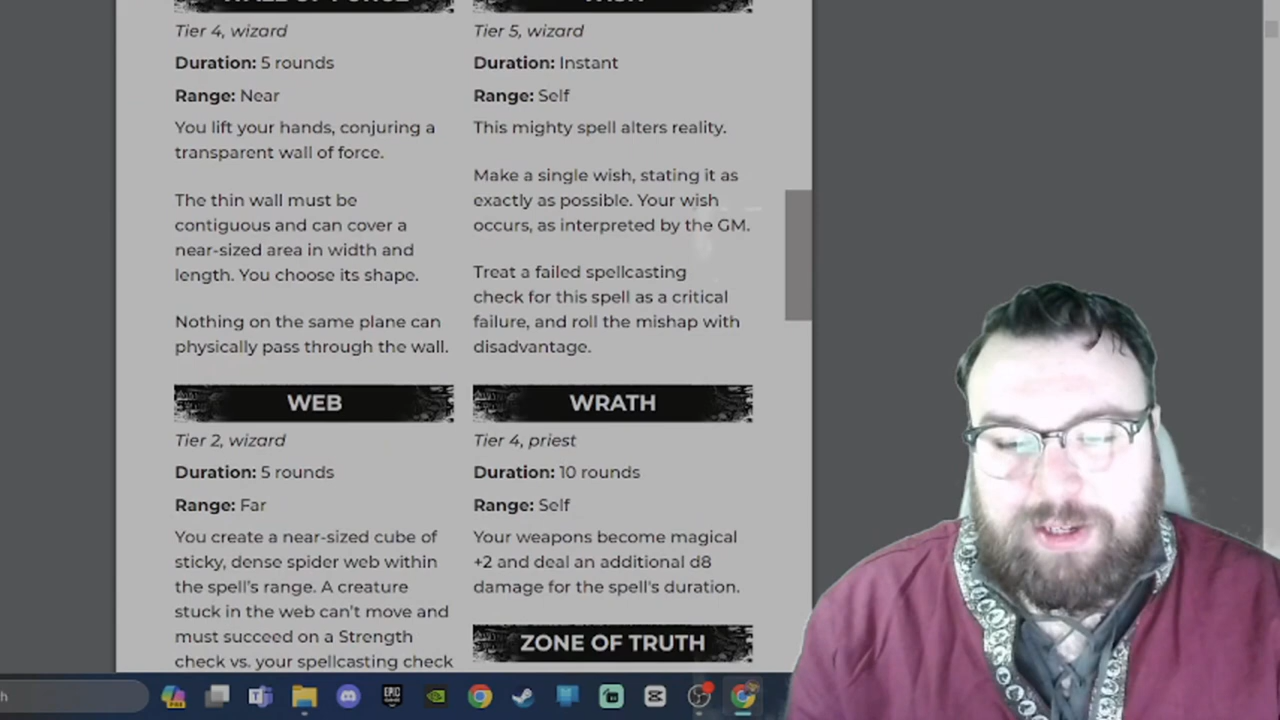 WALL OF FORCE
Tier 4, wizard
Duration: 5 rounds
Range: Near
You lift your hands, conjuring a
transparent wall of force.
The thin wall must be
contiguous and can cover a
near-sized area in width and
length. You choose its shape.
Nothing on the same plane can
physically pass through the wall.
WEB
Tier 2, wizard
Duration: 5 rounds
Range: Far
You create a near-sized cube of
sticky, dense spider web within
the spell's range. A creature
stuck in the web can't move and
must succeed on a Strength
check vs. your spellcasting check
WISH
Tier 5, wizard
Duration: Instant
Range: Self
This mighty spell alters reality.
Make a single wish, stating it as
exactly as possible. Your wish
occurs, as interpreted by the GM.
Treat a failed spellcasting
check for this spell as a critical
failure, and roll the mishap with
disadvantage.
WRATH
Tier 4, priest
Duration: 10 rounds
Range: Self
Your weapons become magical
+2 and deal an additional d8
damage for the spell's duration.
ZONE OF TRUTH
h
EPIC